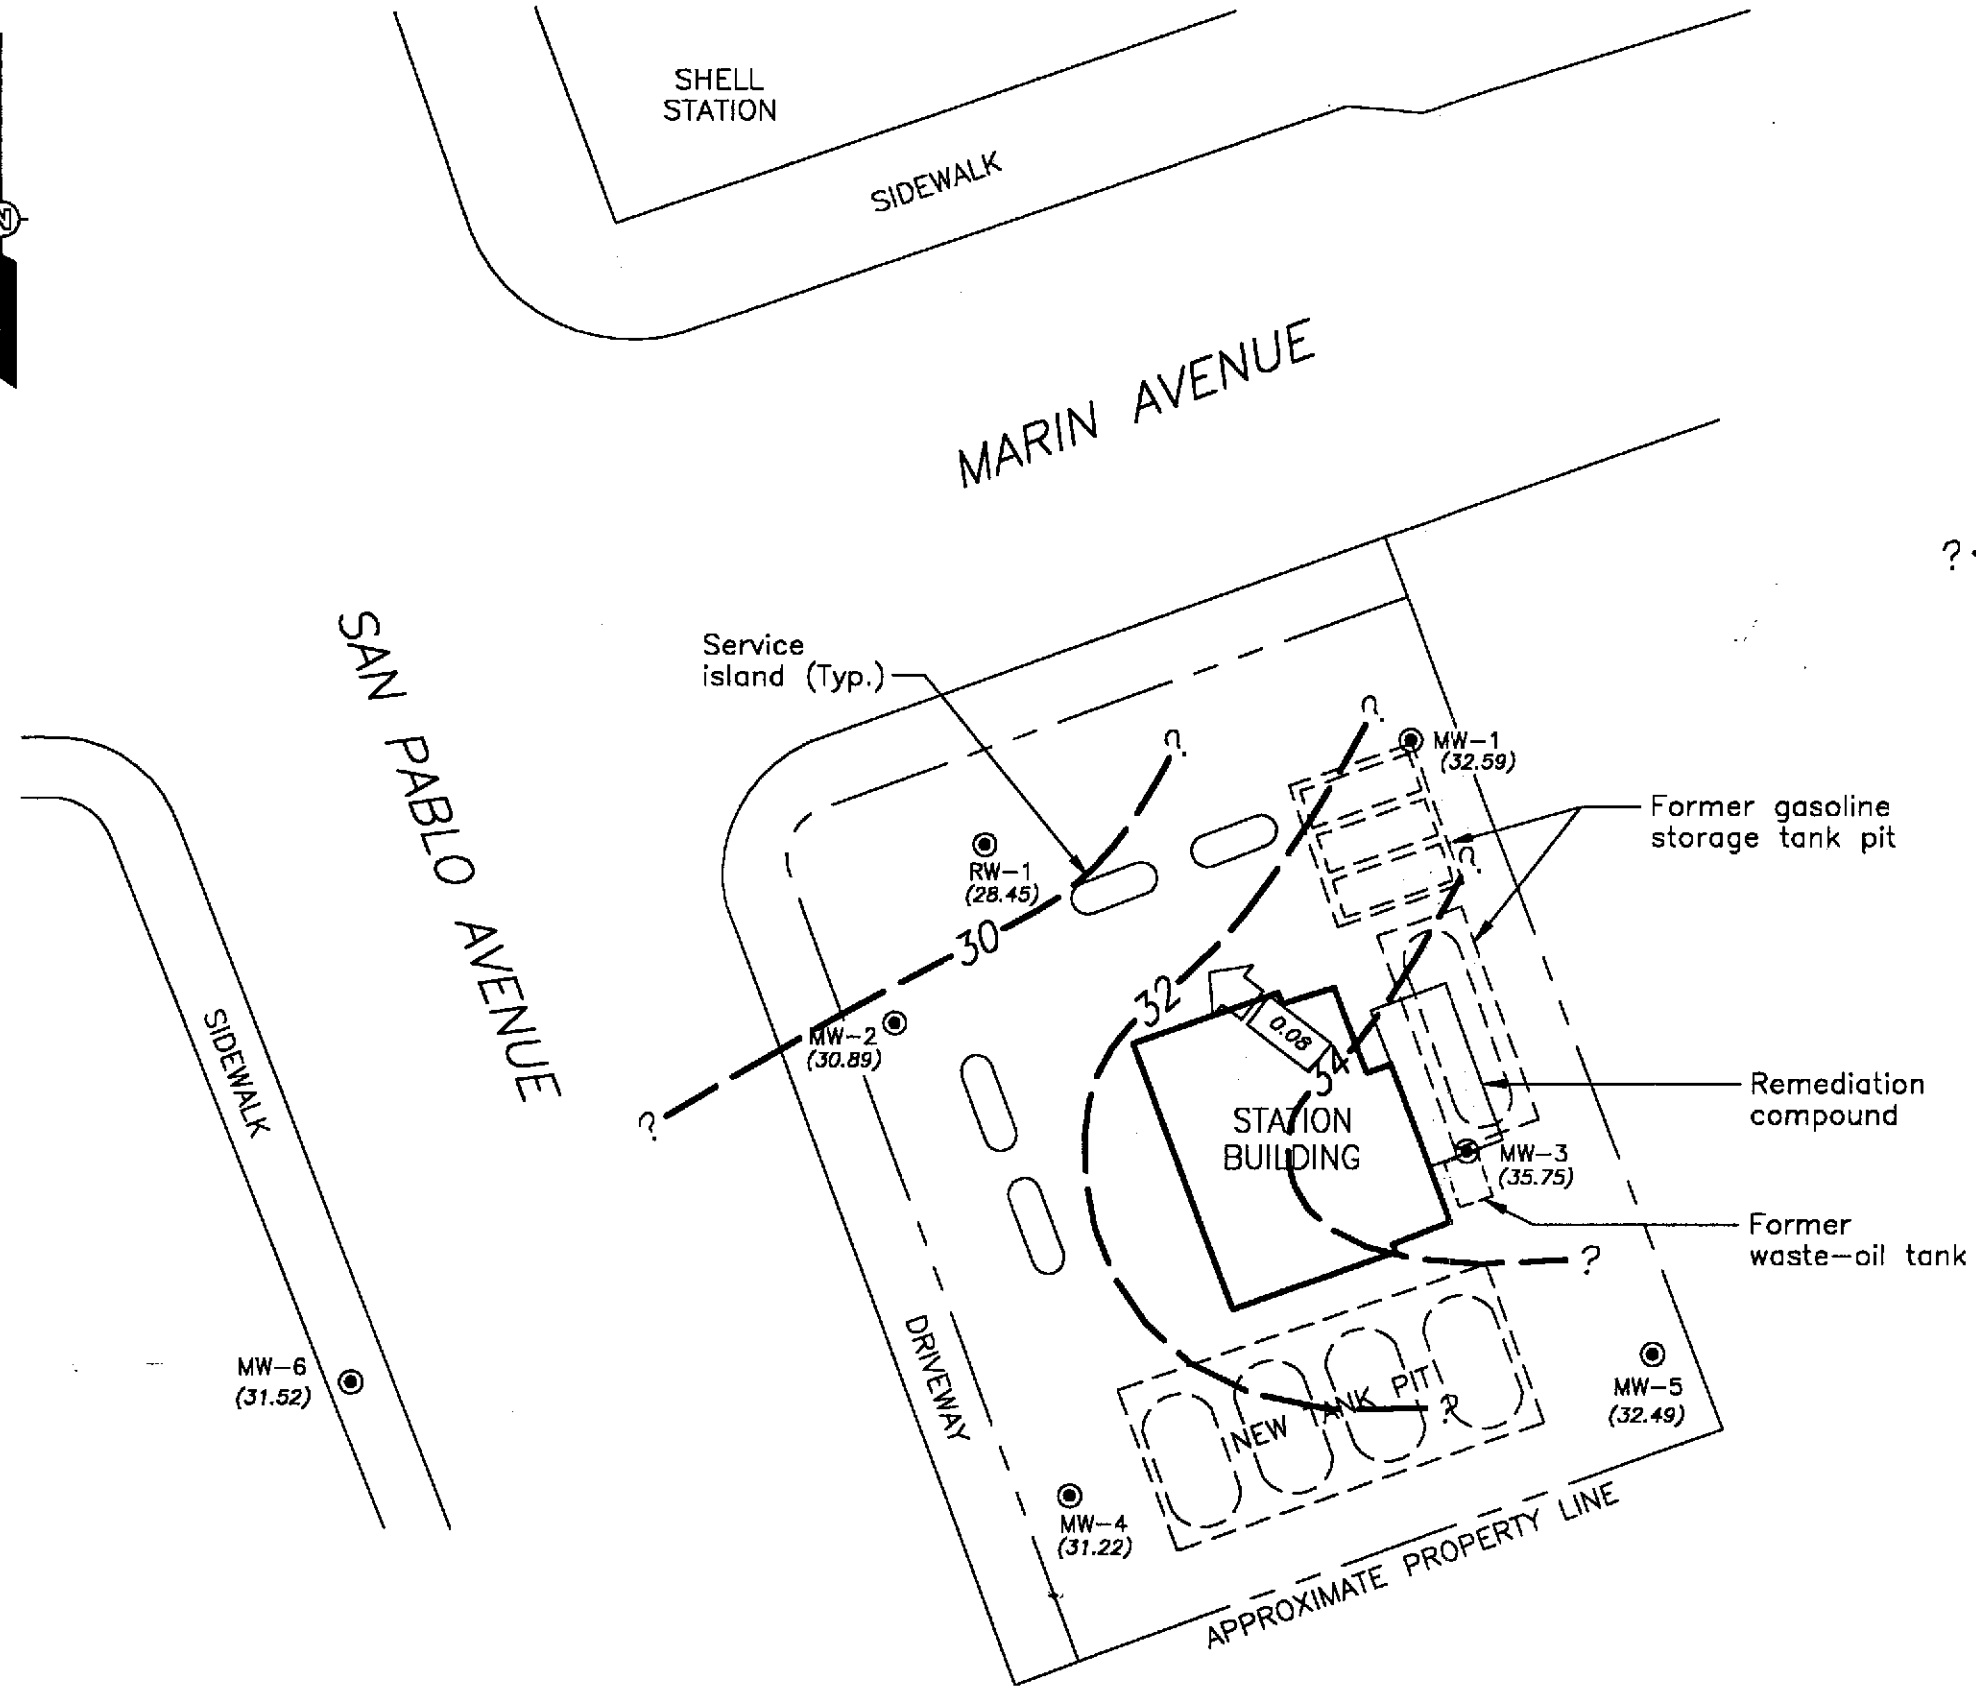 SHELL
STATION
SIDEWALK
MARIN AVENUE
?
SAN PABLO AVENUE
Service
island (Typ.)
?
?
MW-1
(32.59)
Former gasoline
storage tank pit
?
RW-1
(28.45)
30
32
MW-2
(30.89)
0.08
34
?
SIDEWALK
STATION
BUILDING
Remediation
compound
MW-3
(35.75)
Former
waste-oil tank
?
DRIVEWAY
MW-6
(31.52)
NEW TANK PIT
?
MW-5
(32.49)
MW-4
(31.22)
APPROXIMATE PROPERTY LINE